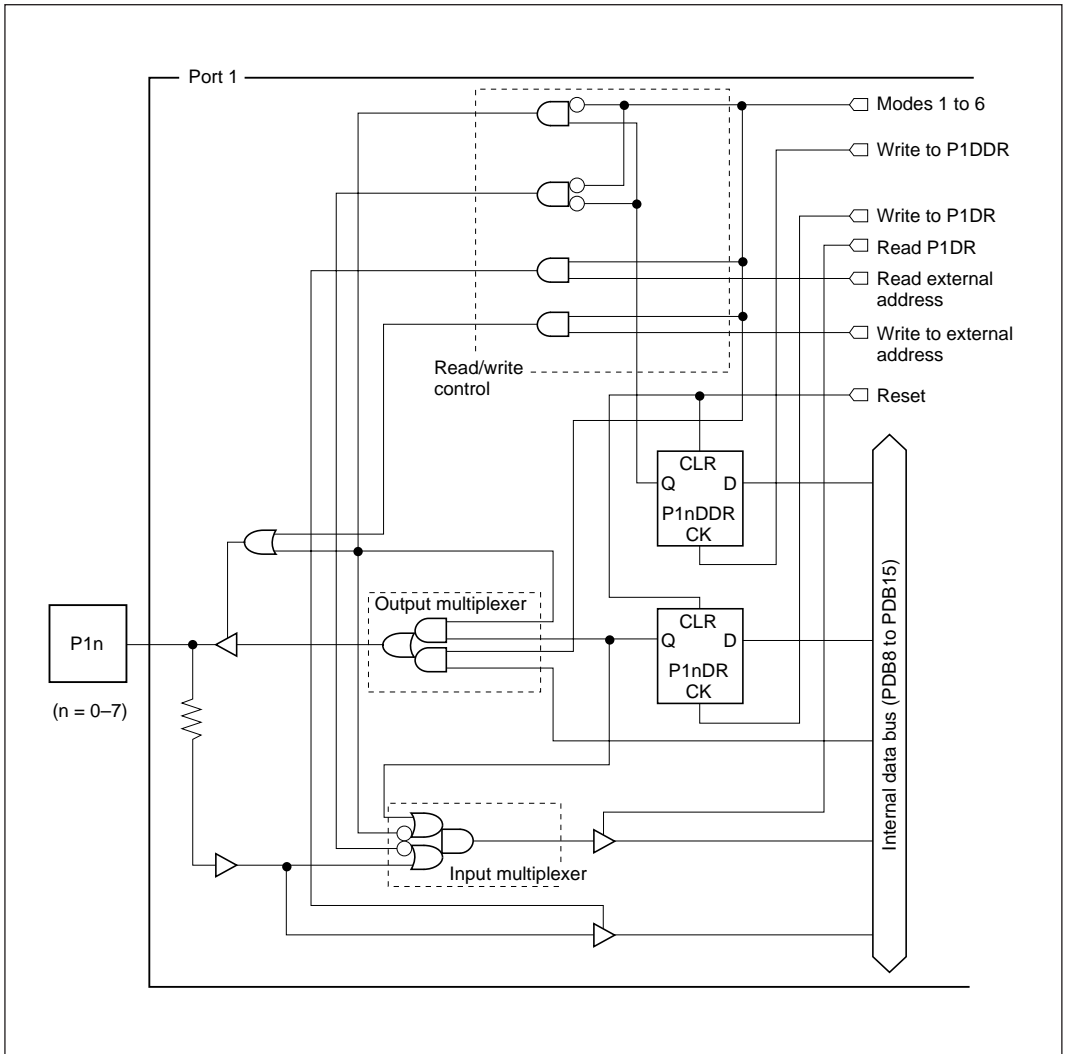 Port 1
Modes 1 to 6
Write to P1DDR
Write to P1DR
Read P1DR
Read external
address
Write to external
address
Read/write
control
Reset
CLR
Q D
P1nDDR
CK
Output multiplexer
CLR
Q D
P1nDR
CK
P1n
(n = 0–7)
Internal data bus (PDB8 to PDB15)
Input multiplexer